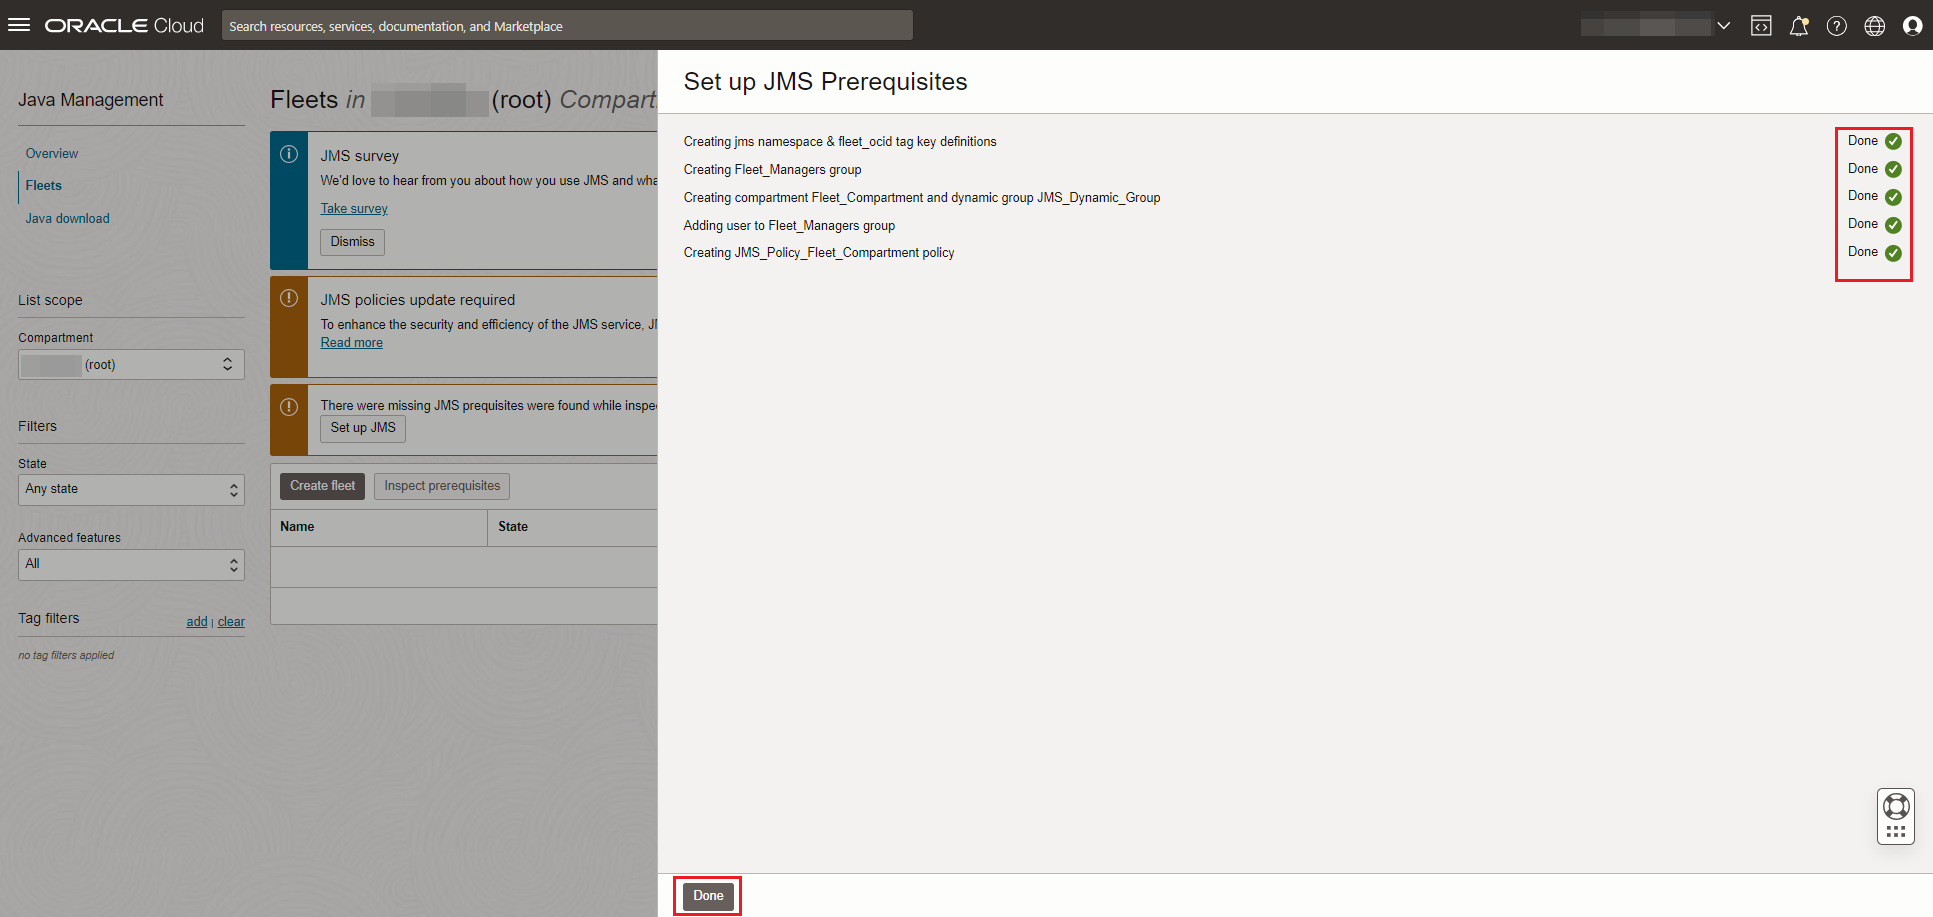 ORACLE Cloud
Search resources, services, documentation, and Marketplace
Java Management
Overview
Fleets
Java download
List scope
Compartment
(root)
Filters
State
Any state
Advanced features
All
Tag filters
add | clear
no tag filters applied
Fleets in (root) Compart
JMS survey
We'd love to hear from you about how you use JMS and wha
Take survey
Dismiss
JMS policies update required
To enhance the security and efficiency of the JMS service, JM
Read more
There were missing JMS prequisites were found while inspe
Set up JMS
Create fleet
Inspect prerequisites
Name
State
Set up JMS Prerequisites
Creating jms namespace & fleet_ocid tag key definitions
Done
Creating Fleet_Managers group
Done
Creating compartment Fleet_Compartment and dynamic group JMS_Dynamic_Group
Done
Adding user to Fleet_Managers group
Done
Creating JMS_Policy_Fleet_Compartment policy
Done
Done